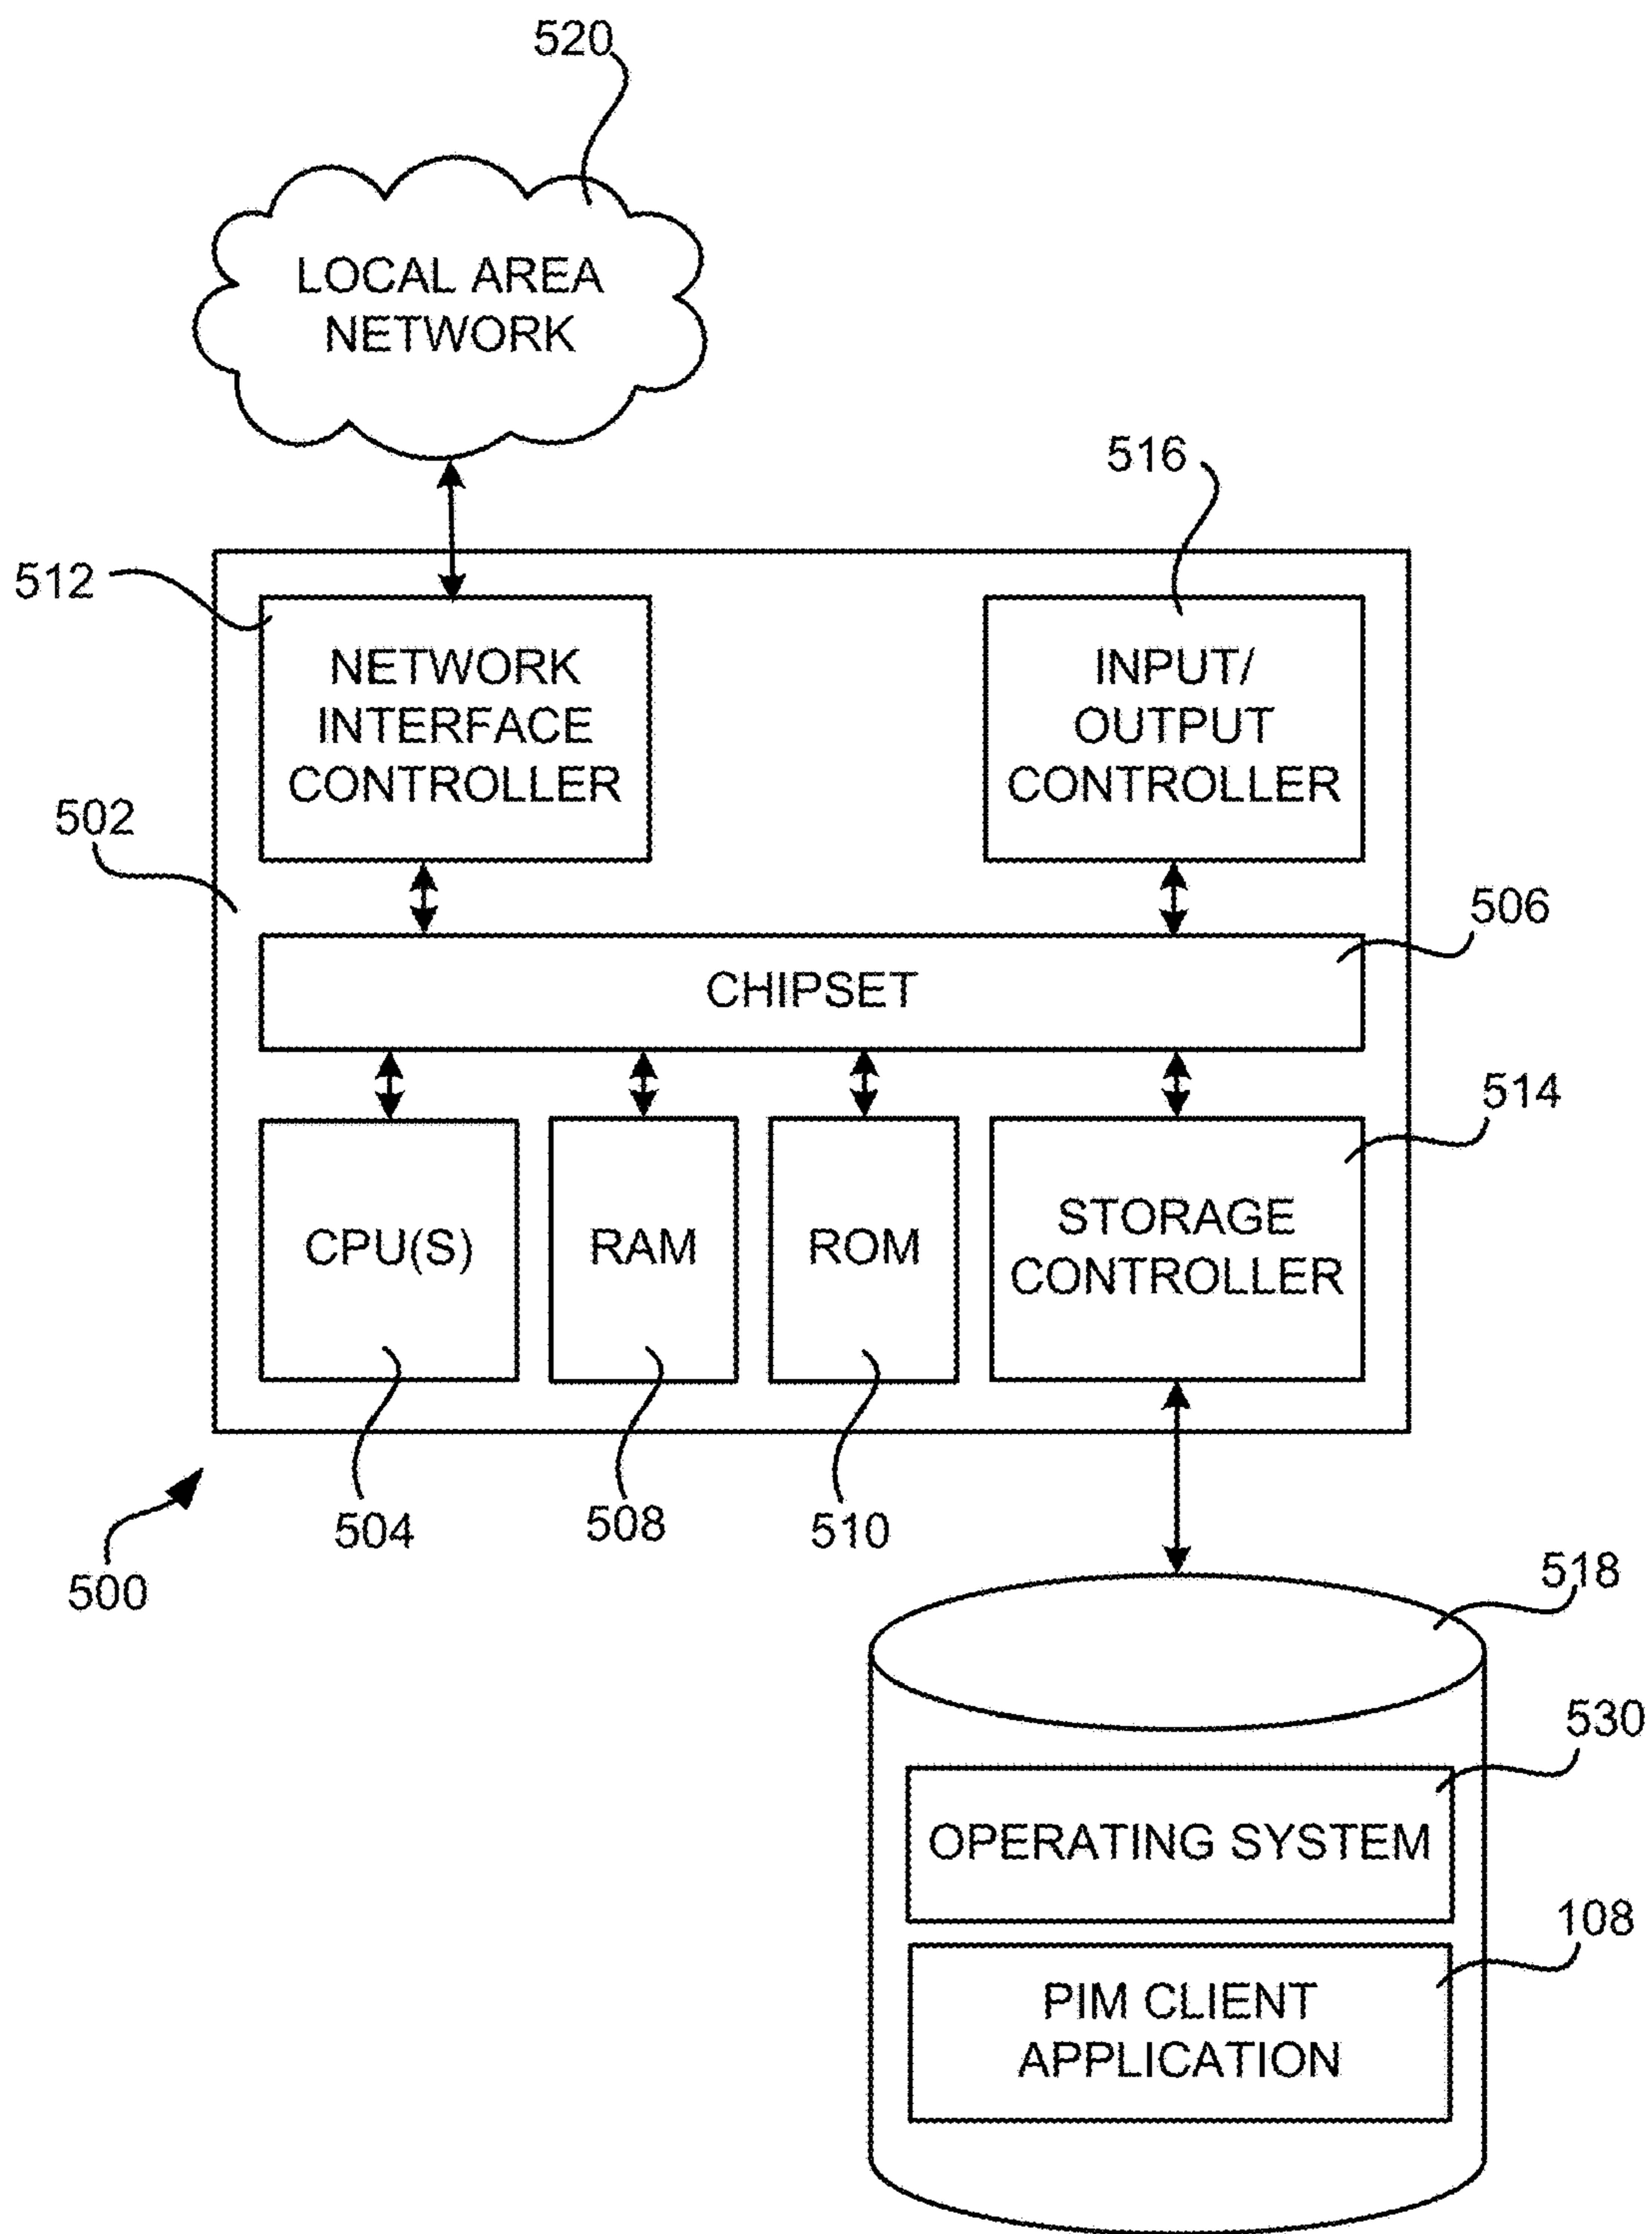 520
LOCAL AREA
NETWORK
516
512
NETWORK
INTERFACE
CONTROLLER
INPUT/
OUTPUT
CONTROLLER
502
506
CHIPSET
514
CPU(S)
RAM
ROM
STORAGE
CONTROLLER
504
508
510
500
518
530
OPERATING SYSTEM
108
PIM CLIENT
APPLICATION